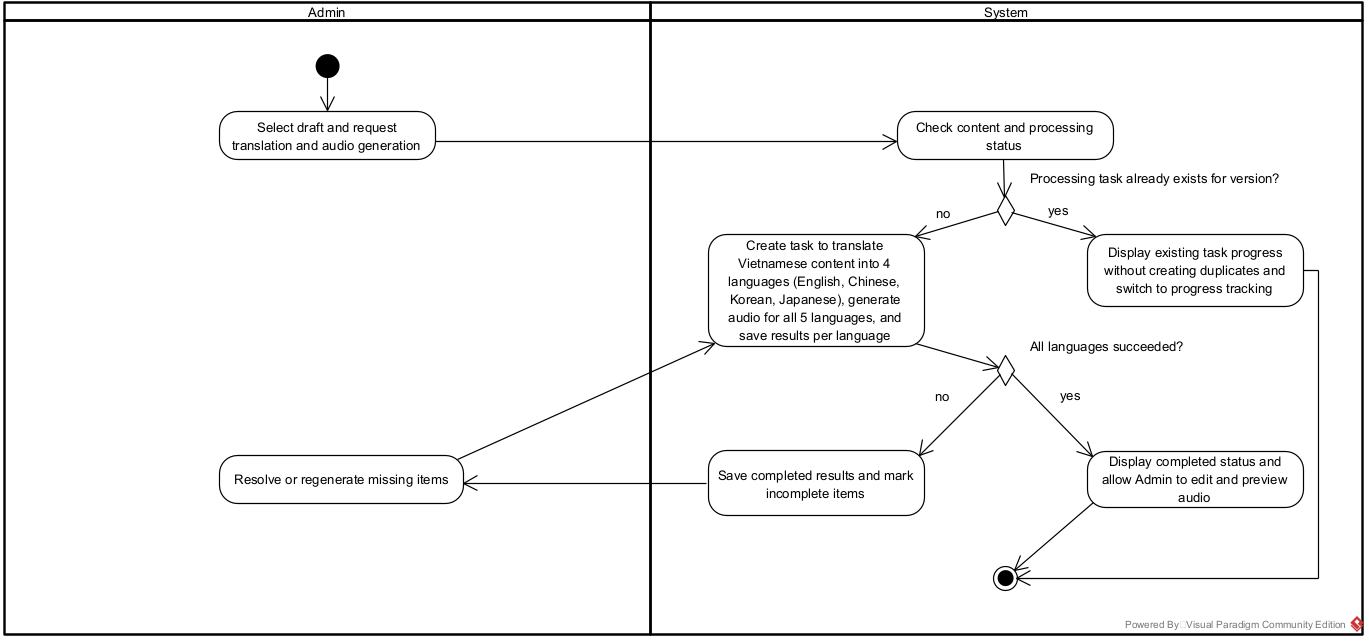 Admin
System
Select draft and request
translation and audio generation
Check content and processing
status
Processing task already exists for version?
no
yes
Create task to translate
Vietnamese content into 4
languages (English, Chinese,
Korean, Japanese), generate
audio for all 5 languages, and
save results per language
Display existing task progress
without creating duplicates and
switch to progress tracking
All languages succeeded?
no
yes
Resolve or regenerate missing items
Save completed results and mark
incomplete items
Display completed status and
allow Admin to edit and preview
audio
Powered By Visual Paradigm Community Edition